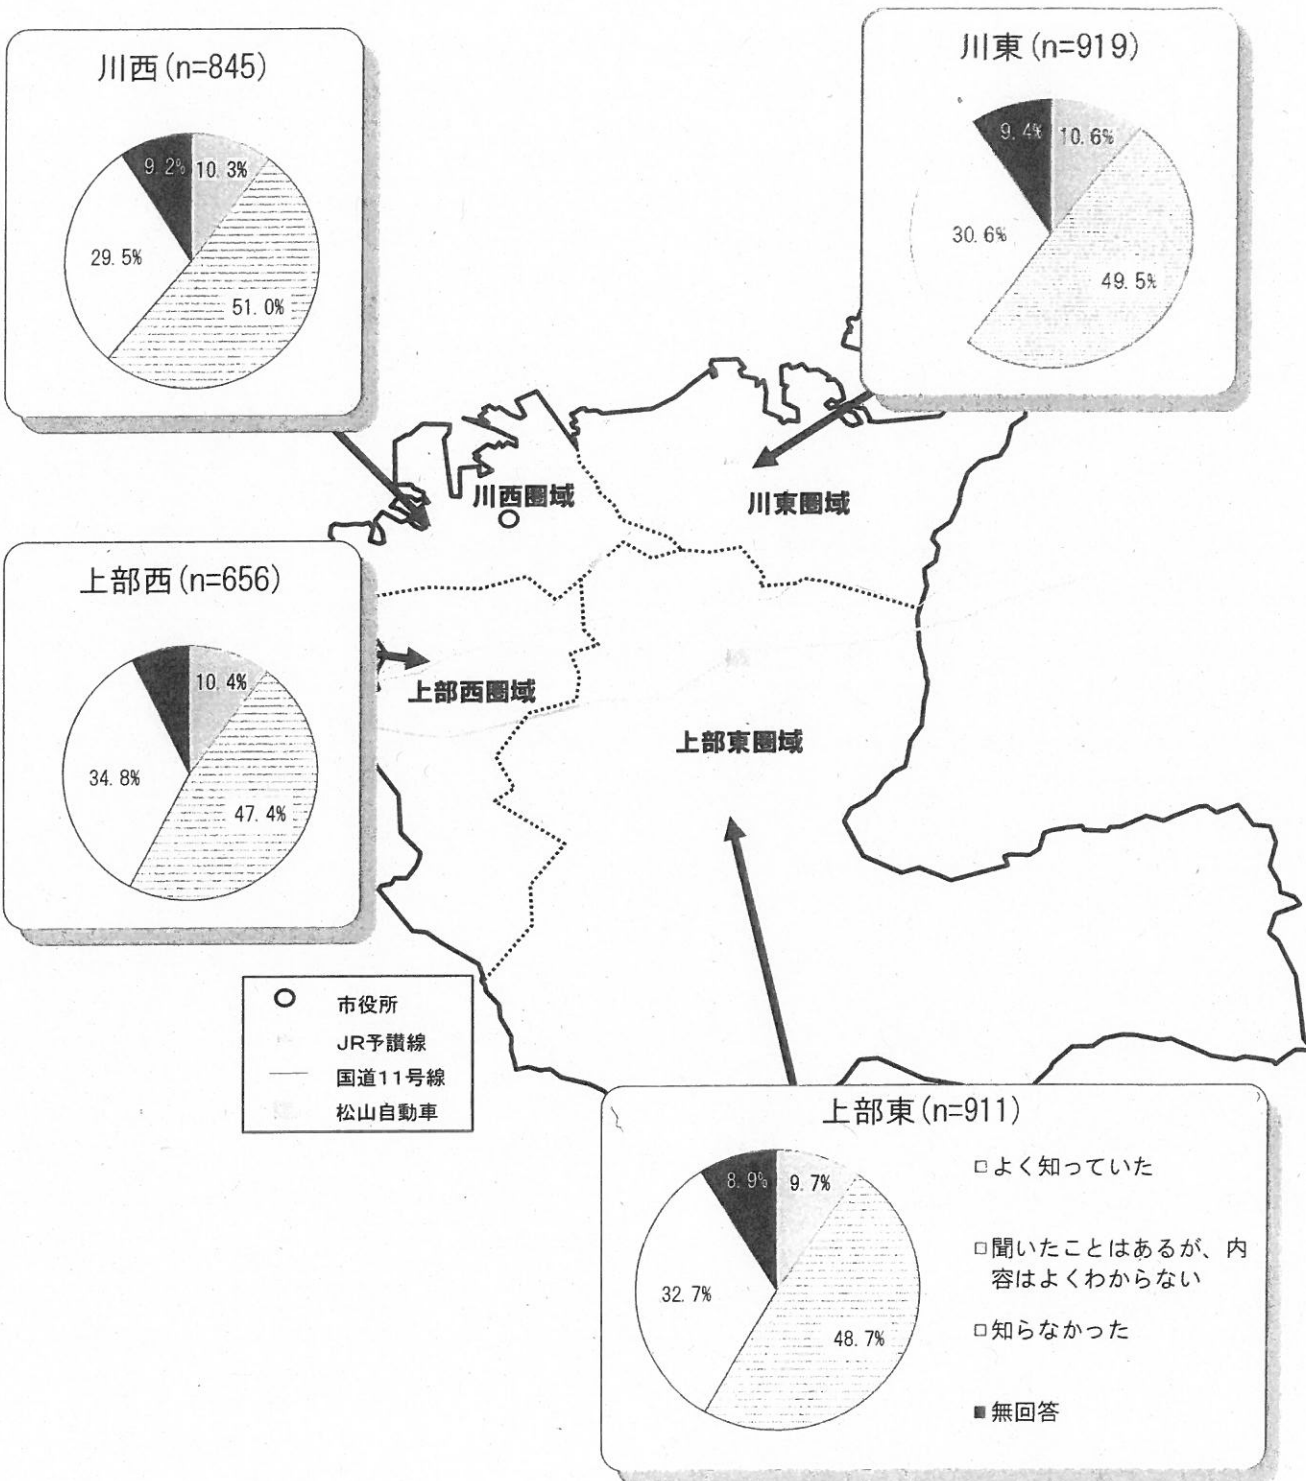 川西(n=845)
9.2%
10.3%
29.5%
51.0%
川東(n=919)
9.4%
10.6%
30.6%
49.5%
川西圏域
川東圏域
上部西(n=656)
10.4%
34.8%
47.4%
上部西圏域
上部東圏域
市役所
JR予讃線
国道11号線
松山自動車
上部東(n=911)
8.9%
9.7%
32.7%
48.7%
よく知っていた
聞いたことはあるが、内
容はよくわからない
知らなかった
無回答